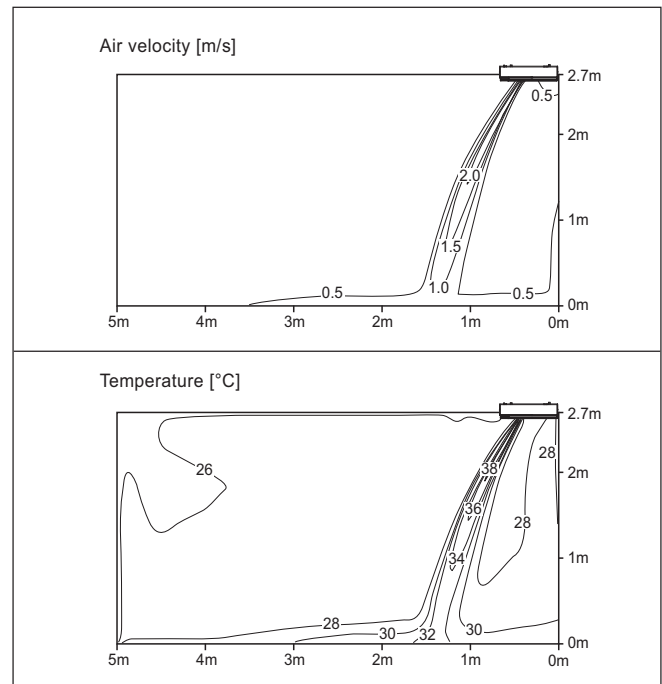 Air velocity [m/s]
2.7m
0.5
2m
2.0
1m
1.5
0.5
1.0
0.5
0m
5m 4m 3m 2m 1m 0m
Temperature [°C]
2.7m
28
26
38
2m
36
28
34
1m
28
30
32
30
0m
5m 4m 3m 2m 1m 0m